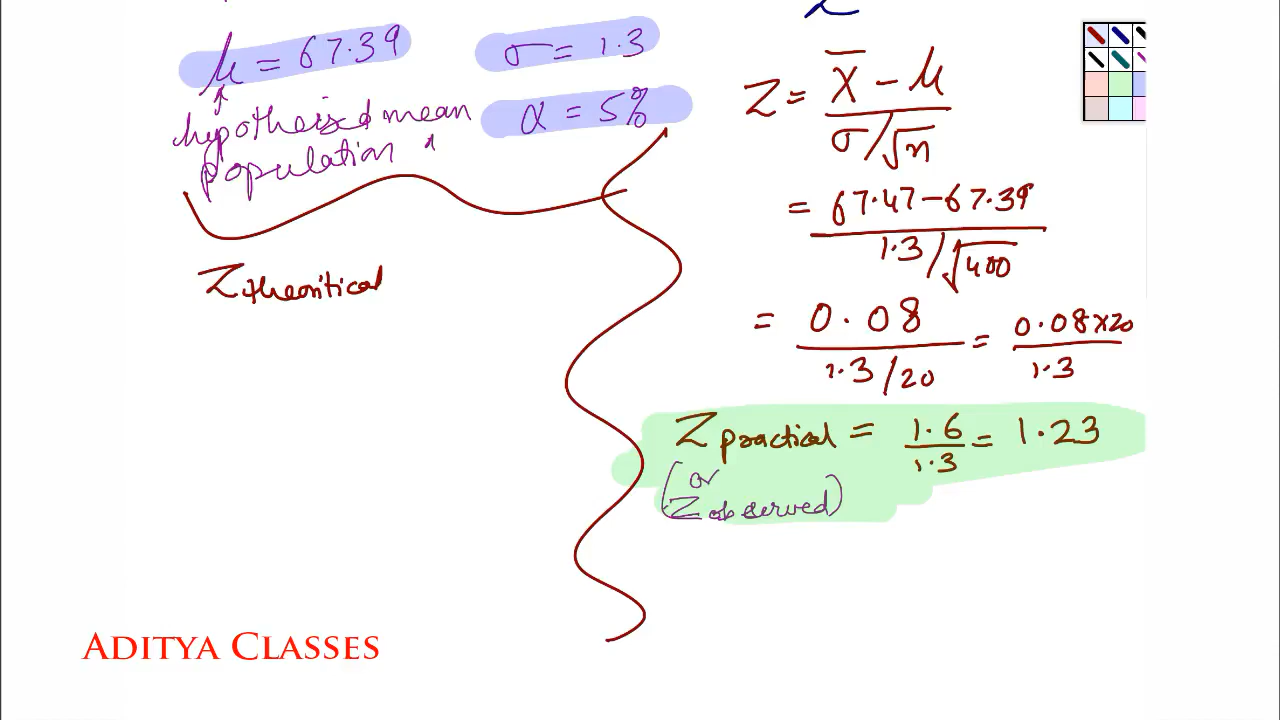 μ = 67.39
σ = 1.3
α = 5%
hypothesized mean
population
Z theoritical
Z = x̄ - μ / σ/√n
= 67.47-67.39 / 1.3/√400
= 0.08 / 1.3/20 = 0.08×20 / 1.3
Z practical = 1.6/1.3 = 1.23
(or
Z observed)
ADITYA CLASSES